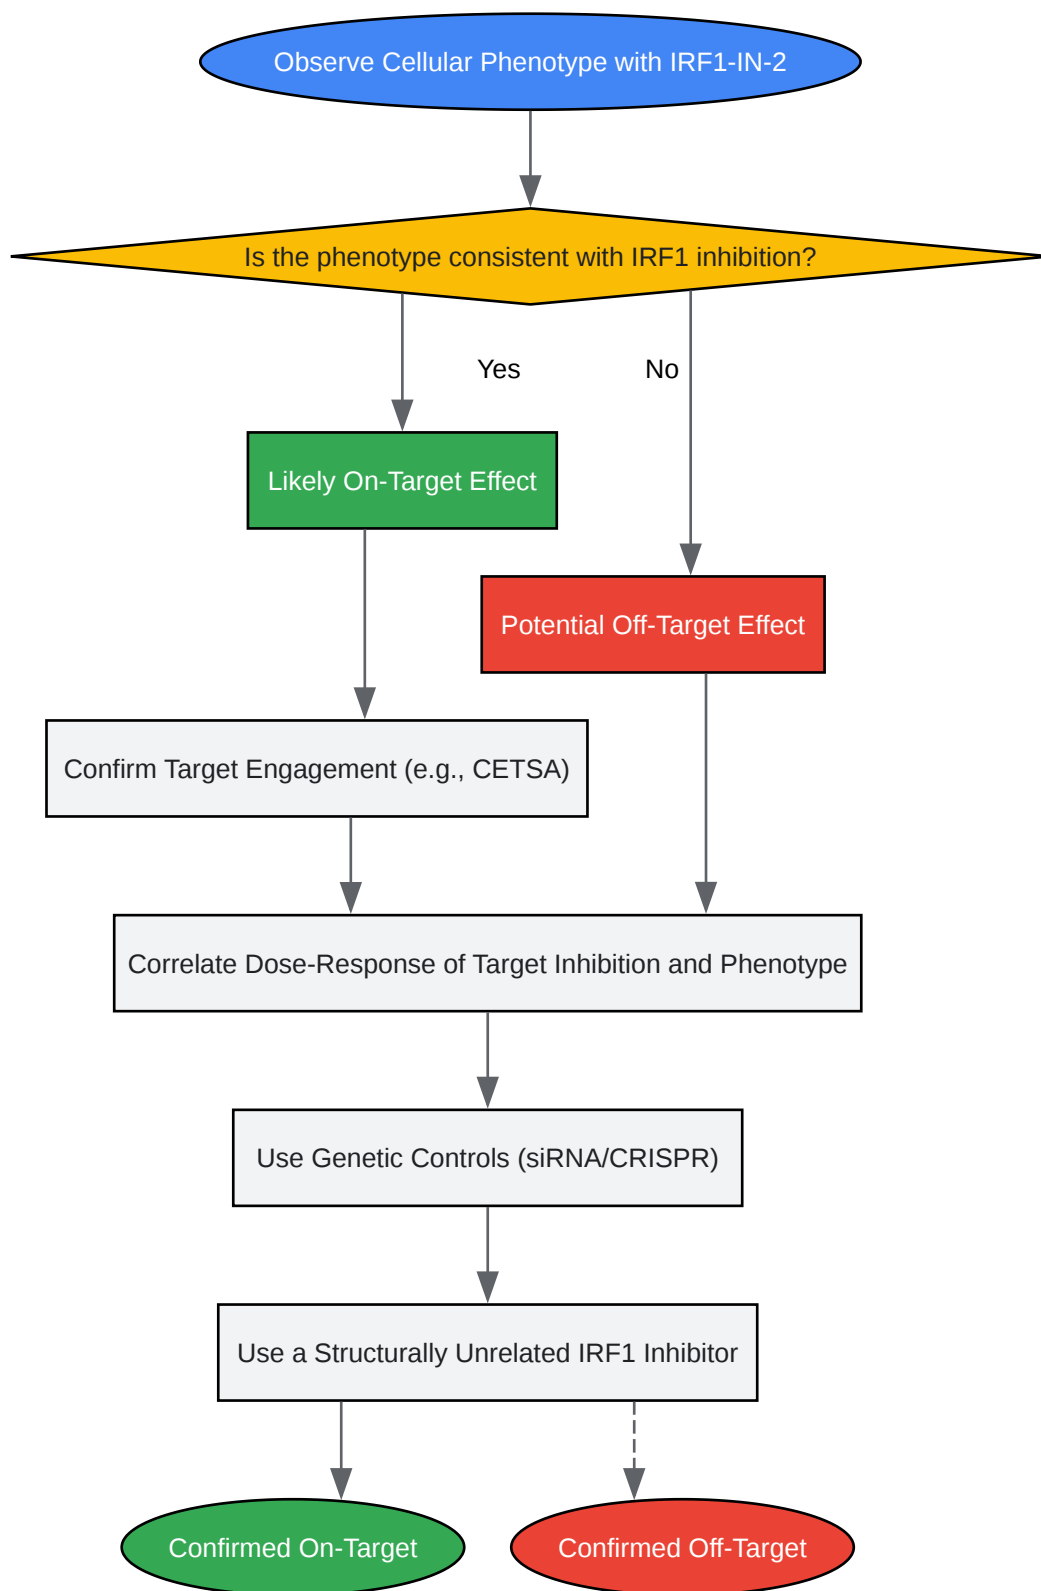 Observe Cellular Phenotype with IRF1-IN-2
Is the phenotype consistent with IRF1 inhibition?
Yes
No
Likely On-Target Effect
Potential Off-Target Effect
Confirm Target Engagement (e.g., CETSA)
Correlate Dose-Response of Target Inhibition and Phenotype
Use Genetic Controls (siRNA/CRISPR)
Use a Structurally Unrelated IRF1 Inhibitor
Confirmed On-Target
Confirmed Off-Target